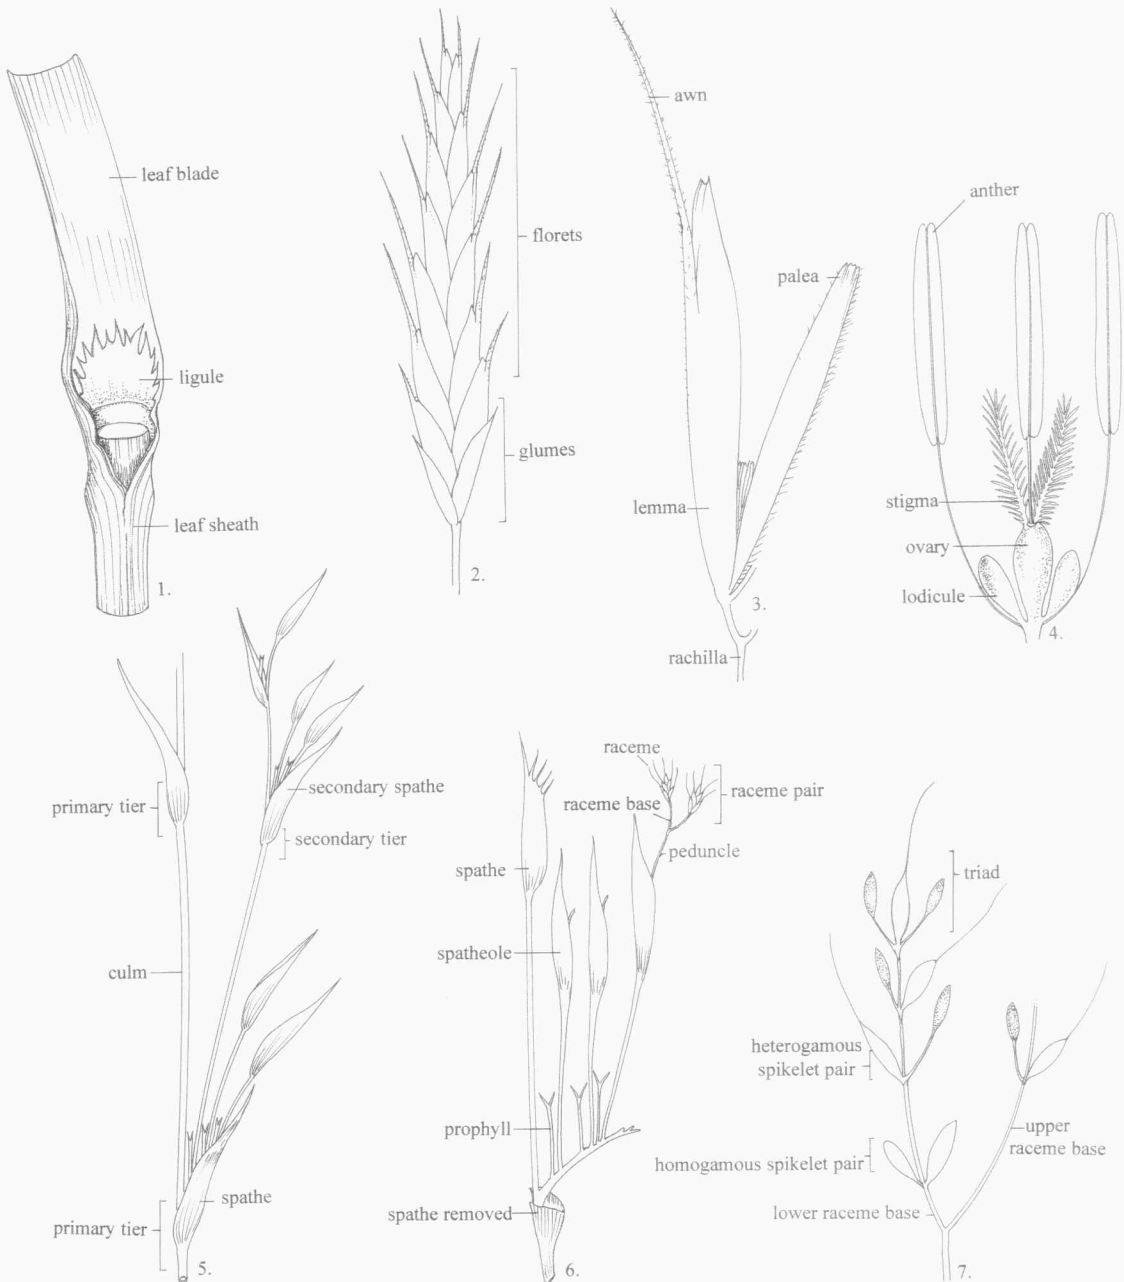 leaf blade
ligule
leaf sheath
1.
florets
glumes
2.
awn
palea
lemma
rachilla
3.
anther
stigma
ovary
lodicule
4.
primary tier
secondary spathe
secondary tier
culm
spathe
primary tier
5.
raceme
raceme base
raceme pair
peduncle
spathe
spatheole
prophyll
spathe removed
6.
triad
heterogamous
spikelet pair
homogamous spikelet pair
upper
raceme base
lower raceme base
7.